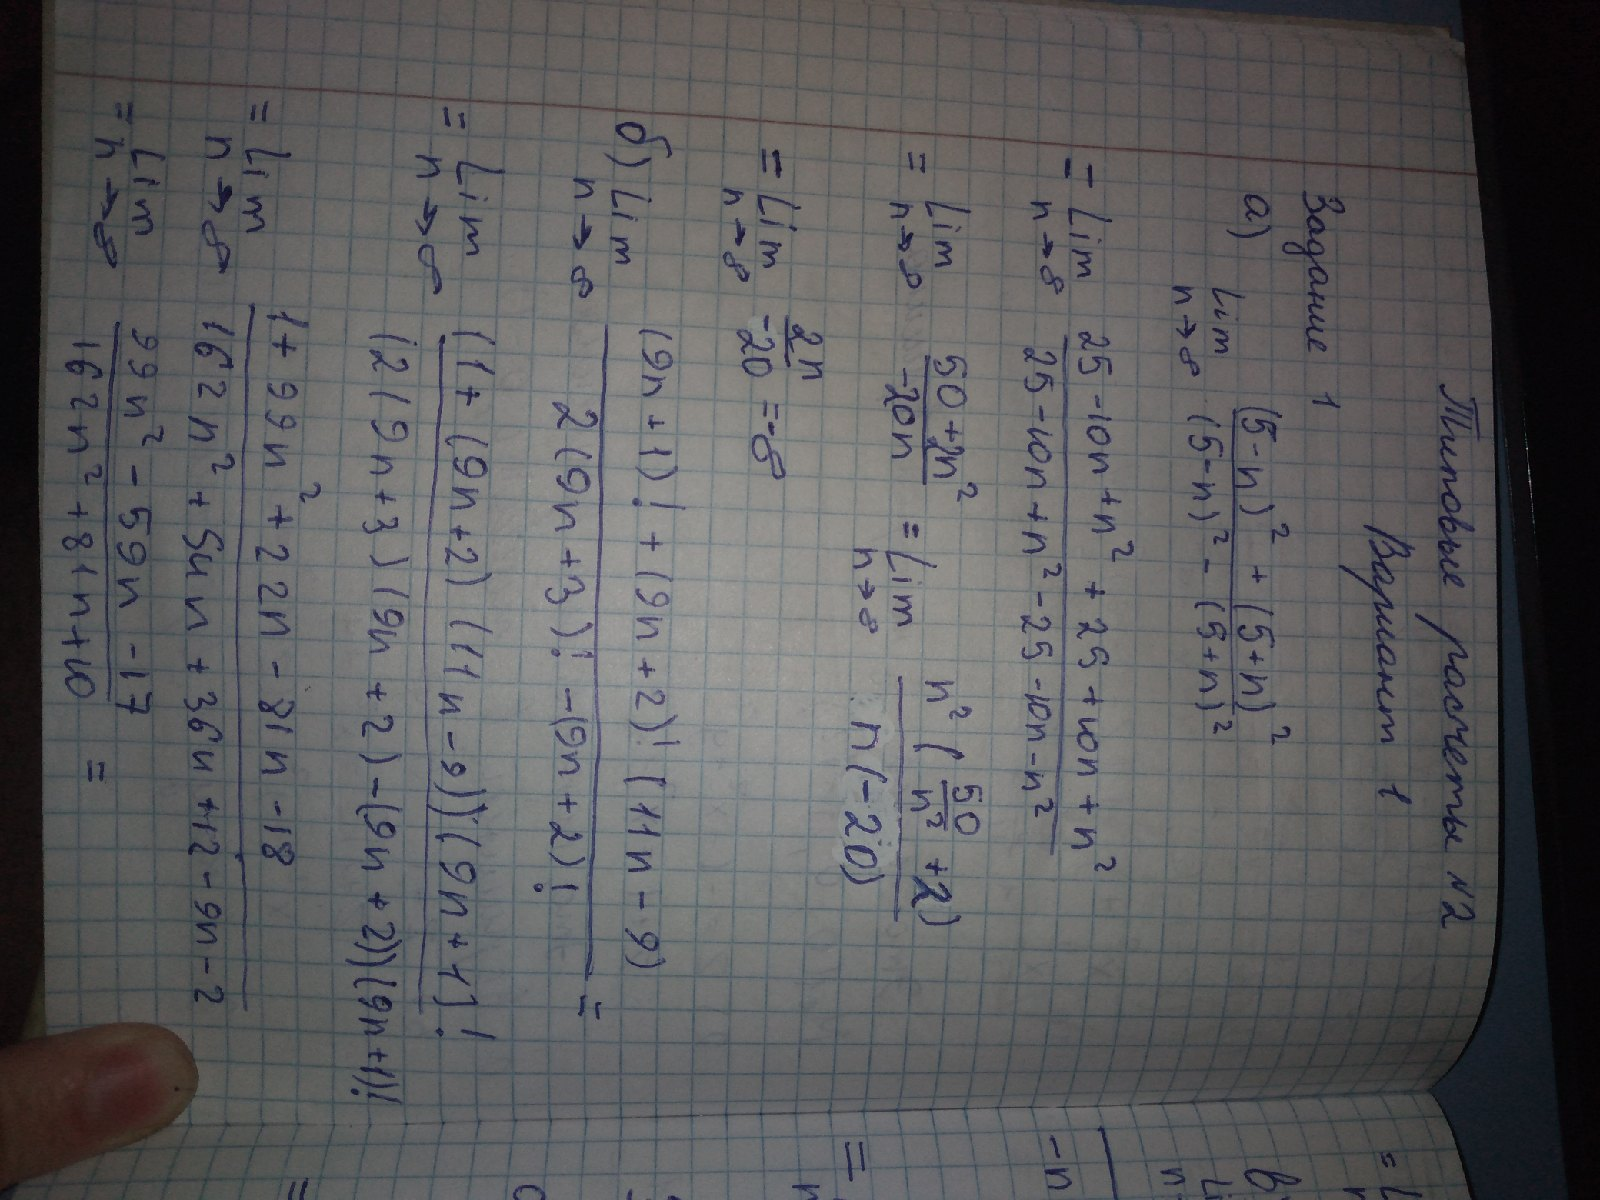 Типовые расчеты №2
Вариант 1
Задание 1
а) lim n→∞ ((5-n)² + (5+n)²) / ((5-n)² - (5+n)²)
= lim n→∞ (25-10n+n² + 25+10n+n²) / (25-10n+n²-25-10n-n²)
= lim n→∞ (50+2n²) / (-20n) = lim n→∞ (n²(50/n² + 2)) / (n(-20))
= lim n→∞ 2n / -20 = -∞
б) lim n→∞ ((9n+1)! + (9n+2)! (11n-9)) / (2(9n+3)! - (9n+2)!) =
= lim n→∞ ((1+(9n+2)(11n-9))(9n+1)! / (2(9n+3)(9n+2)-(9n+2))(9n+1)!
= lim n→∞ (1+99n²+22n-81n-18) / (162n²+54n+36n+12-9n-2)
= lim n→∞ (99n²-59n-17) / (162n²+81n+10) =